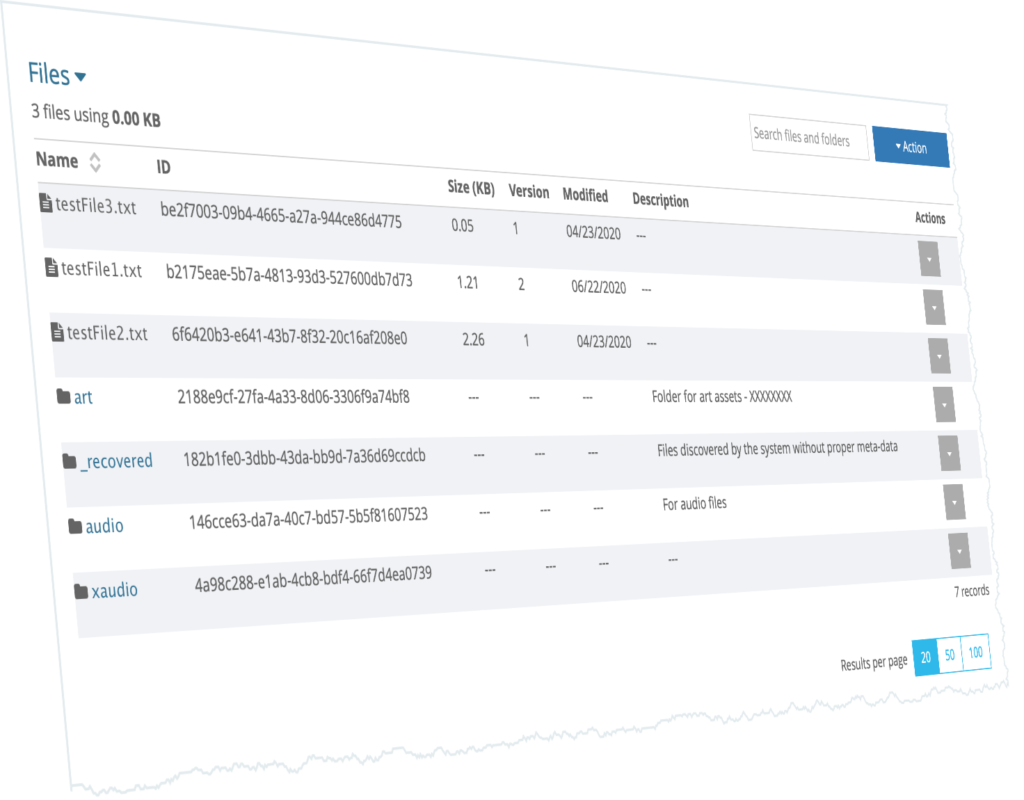 Files
3 files using 0.00 KB
Search files and folders
Action
Name ID Size (KB) Version Modified Description Actions
testFile3.txt be2f7003-09b4-4665-a27a-944ce86d4775 0.05 1 04/23/2020 ---
testFile1.txt b2175eae-5b7a-4813-93d3-527600db7d73 1.21 2 06/22/2020 ---
testFile2.txt 6f6420b3-e641-43b7-8f32-20c16af208e0 2.26 1 04/23/2020 ---
art 2188e9cf-27fa-4a33-8d06-3306f9a74bf8 --- --- --- Folder for art assets - XXXXXXXX
_recovered 182b1fe0-3dbb-43da-bb9d-7a36d69ccdcb --- --- --- Files discovered by the system without proper meta-data
audio 146cce63-da7a-40c7-bd57-5b5f81607523 --- --- --- For audio files
xaudio 4a98c288-e1ab-4cb8-bdf4-66f7d4ea0739 --- --- --- ---
7 records
Results per page 20 50 100